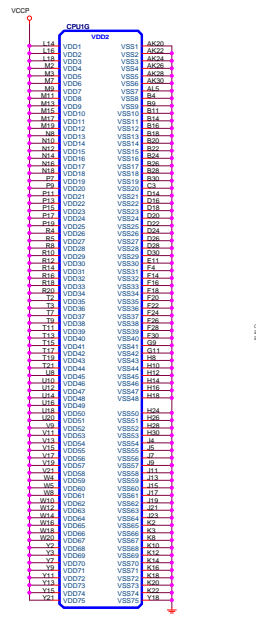 VCCP
CPU1G
VDD2
L14 VDD1 VSS1 AK20
L16 VDD2 VSS2 AK22
L18 VDD3 VSS3 AK24
M2 VDD4 VSS4 AK26
M3 VDD5 VSS5 AK28
M7 VDD6 VSS6 AK30
M9 VDD7 VSS7 AL5
M11 VDD8 VSS8 B4
M13 VDD9 VSS9 B9
M15 VDD10 VSS10 B11
M17 VDD11 VSS11 B14
M19 VDD12 VSS12 B16
N8 VDD13 VSS13 B18
N10 VDD14 VSS14 B20
N12 VDD15 VSS15 B22
N14 VDD16 VSS16 B24
N16 VDD17 VSS17 B26
N18 VDD18 VSS18 B28
P7 VDD19 VSS19 B30
P9 VDD20 VSS20 C3
P11 VDD21 VSS21 D14
P13 VDD22 VSS22 D16
P15 VDD23 VSS23 D18
P17 VDD24 VSS24 D20
P19 VDD25 VSS25 D22
R4 VDD26 VSS26 D24
R5 VDD27 VSS27 D26
R8 VDD28 VSS28 D28
R10 VDD29 VSS29 D30
R12 VDD30 VSS30 E11
R14 VDD31 VSS31 F4
R16 VDD32 VSS32 F14
R18 VDD33 VSS33 F16
R20 VDD34 VSS34 F18
T2 VDD35 VSS35 F20
T3 VDD36 VSS36 F22
T7 VDD37 VSS37 F24
T9 VDD38 VSS38 F26
T11 VDD39 VSS39 F28
T13 VDD40 VSS40 F30
T15 VDD41 VSS41 G9
T17 VDD42 VSS42 G11
T19 VDD43 VSS43 H8
T21 VDD44 VSS44 H10
U8 VDD45 VSS45 H12
U10 VDD46 VSS46 H14
U12 VDD47 VSS47 H16
U14 VDD48 VSS48 H18
U16 VDD49
U18 VDD50 VSS50 H24
U20 VDD51 VSS51 H26
V9 VDD52 VSS52 H28
V11 VDD53 VSS53 H30
V13 VDD54 VSS54 J4
V15 VDD55 VSS55 J5
V17 VDD56 VSS56 J7
V19 VDD57 VSS57 J9
V21 VDD58 VSS58 J11
W4 VDD59 VSS59 J13
W5 VDD60 VSS60 J15
W8 VDD61 VSS61 J17
W10 VDD62 VSS62 J19
W12 VDD63 VSS63 J21
W14 VDD64 VSS64 J23
W16 VDD65 VSS65 K2
W18 VDD66 VSS66 K3
W20 VDD67 VSS67 K8
Y2 VDD68 VSS68 K10
Y3 VDD69 VSS69 K12
Y7 VDD70 VSS70 K14
Y9 VDD71 VSS71 K16
Y11 VDD72 VSS72 K18
Y13 VDD73 VSS73 K20
Y15 VDD74 VSS74 K22
Y21 VDD75 VSS75 Y18